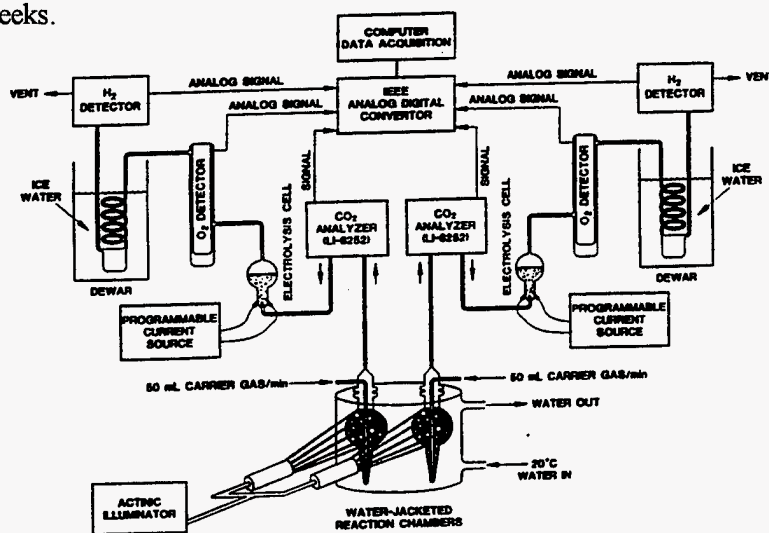 eeks.
COMPUTER
DATA ACQUISITION
IEEE
ANALOG DIGITAL
CONVERTOR
VENT
H2
DETECTOR
ANALOG SIGNAL
ANALOG SIGNAL
ANALOG SIGNAL
ANALOG SIGNAL
H2
DETECTOR
VENT
ICE
WATER
O2 DETECTOR
SIGNAL
SIGNAL
O2 DETECTOR
ICE
WATER
CO2
ANALYZER
(LI-6252)
CO2
ANALYZER
(LI-6252)
ELECTROLYSIS CELL
ELECTROLYSIS CELL
DEWAR
DEWAR
PROGRAMMABLE
CURRENT
SOURCE
PROGRAMMABLE
CURRENT
SOURCE
50 mL CARRIER GAS/min
50 mL CARRIER GAS/min
WATER OUT
20°C
WATER IN
ACTINIC
ILLUMINATOR
WATER-JACKETED
REACTION CHAMBERS